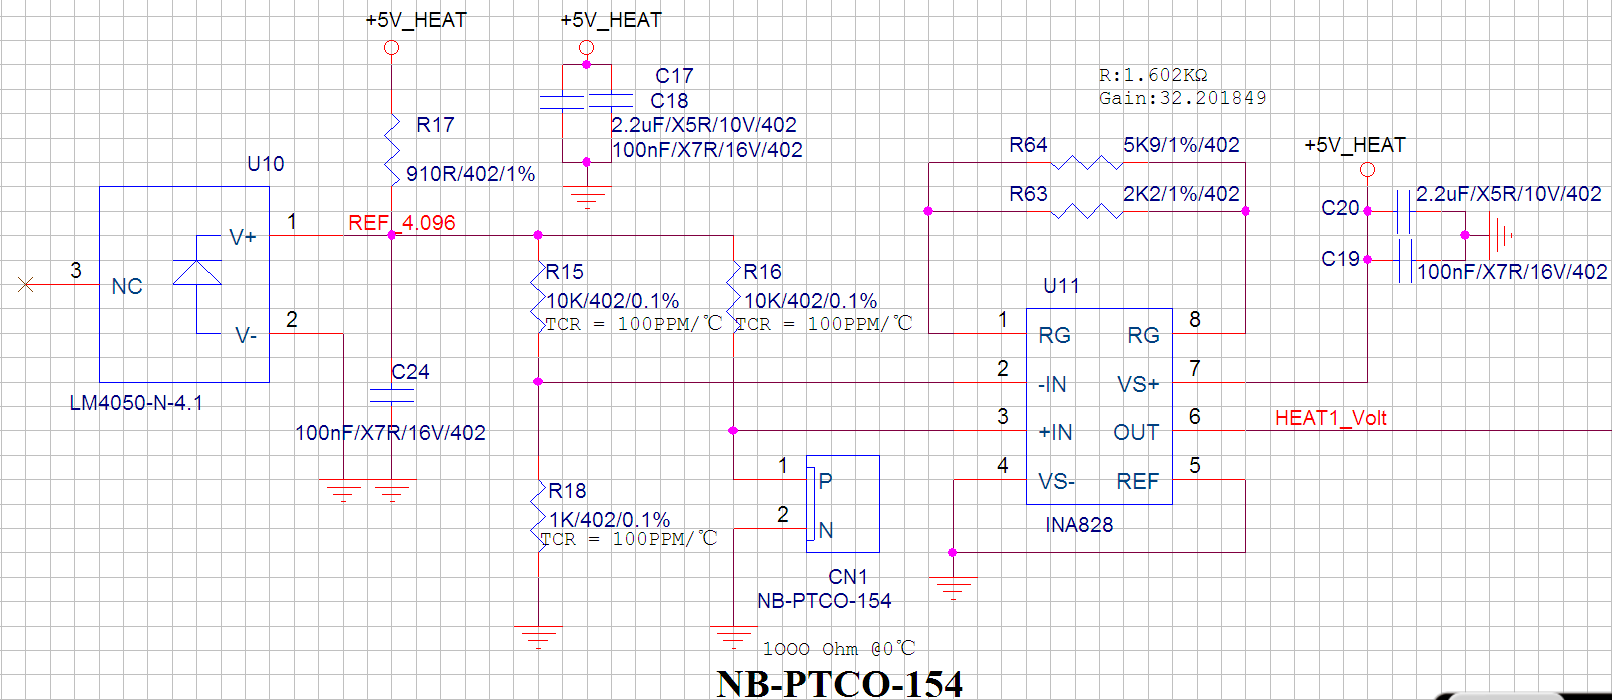 +5V_HEAT
+5V_HEAT
C17
C18
2.2uF/X5R/10V/402
100nF/X7R/16V/402
R17
910R/402/1%
U10
V+
1
REF_4.096
3
NC
2
V-
LM4050-N-4.1
C24
100nF/X7R/16V/402
R15
10K/402/0.1%
TCR = 100PPM/℃
R16
10K/402/0.1%
TCR = 100PPM/℃
R18
1K/402/0.1%
TCR = 100PPM/℃
1
P
2
N
CN1
NB-PTCO-154
1000 Ohm @0℃
NB-PTCO-154
R:1.602KΩ
Gain:32.201849
R64
5K9/1%/402
R63
2K2/1%/402
+5V_HEAT
C20
2.2uF/X5R/10V/402
C19
100nF/X7R/16V/402
U11
1
RG
RG
8
2
-IN
VS+
7
3
+IN
OUT
6
HEAT1_Volt
4
VS-
REF
5
INA828